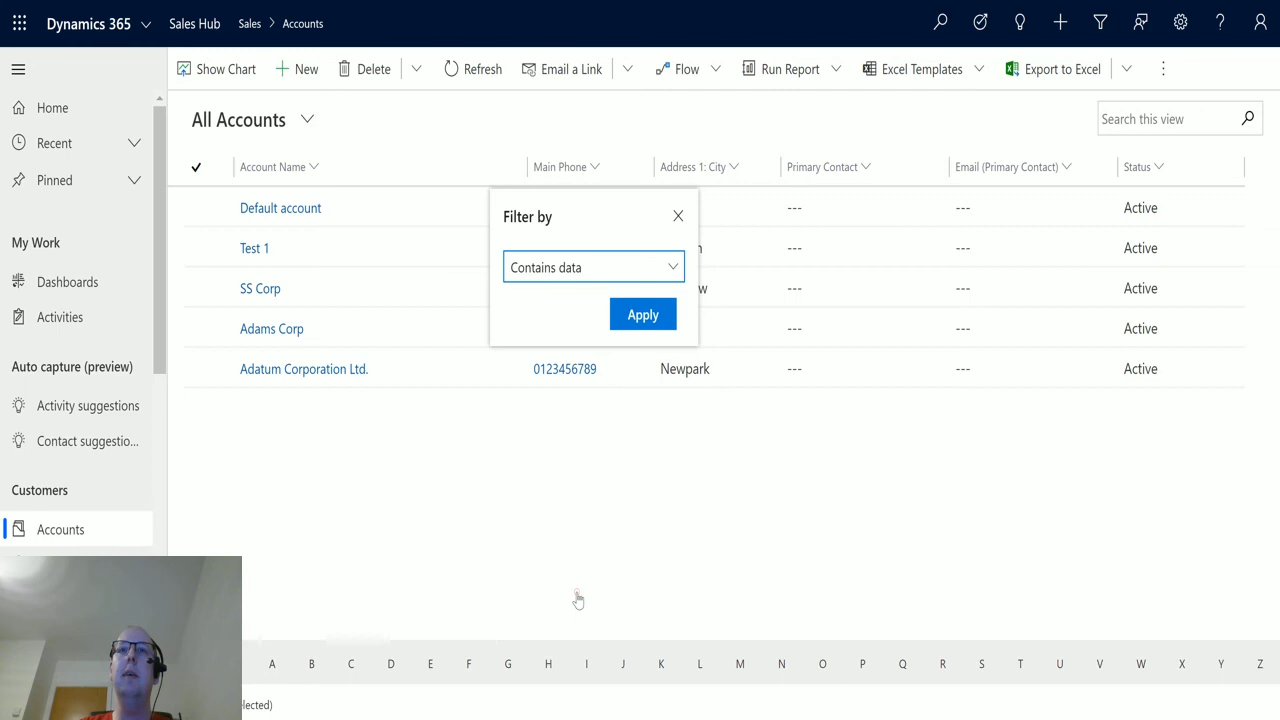 Dynamics 365 Sales Hub Sales > Accounts
Show Chart New Delete Refresh Email a Link Flow Run Report Excel Templates Export to Excel
Home
Recent
Pinned
My Work
Dashboards
Activities
Auto capture (preview)
Activity suggestions
Contact suggestio...
Customers
Accounts
All Accounts
Search this view
Account Name Main Phone Address 1: City Primary Contact Email (Primary Contact) Status
Default account --- --- Active
Test 1 --- --- Active
SS Corp w --- --- Active
Adams Corp --- --- Active
Adatum Corporation Ltd. 0123456789 Newpark --- --- Active
Filter by
Contains data
Apply
A B C D E F G H I J K L M N O P Q R S T U V W X Y Z
lected)